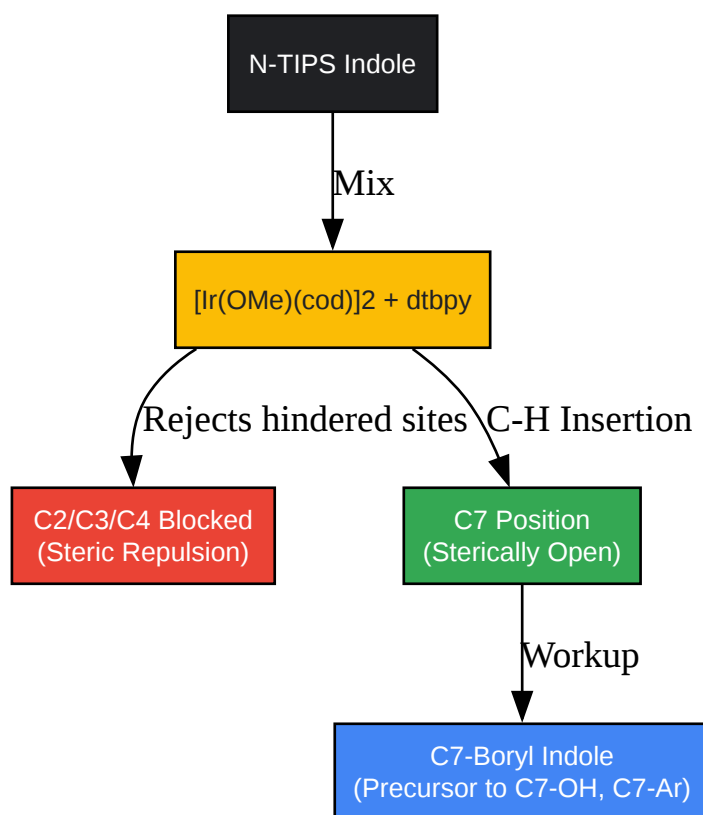 N-TIPS Indole
Mix
[Ir(OMe)(cod)]2 + dtbpy
Rejects hindered sites
C-H Insertion
C2/C3/C4 Blocked
(Steric Repulsion)
C7 Position
(Sterically Open)
Workup
C7-Boryl Indole
(Precursor to C7-OH, C7-Ar)